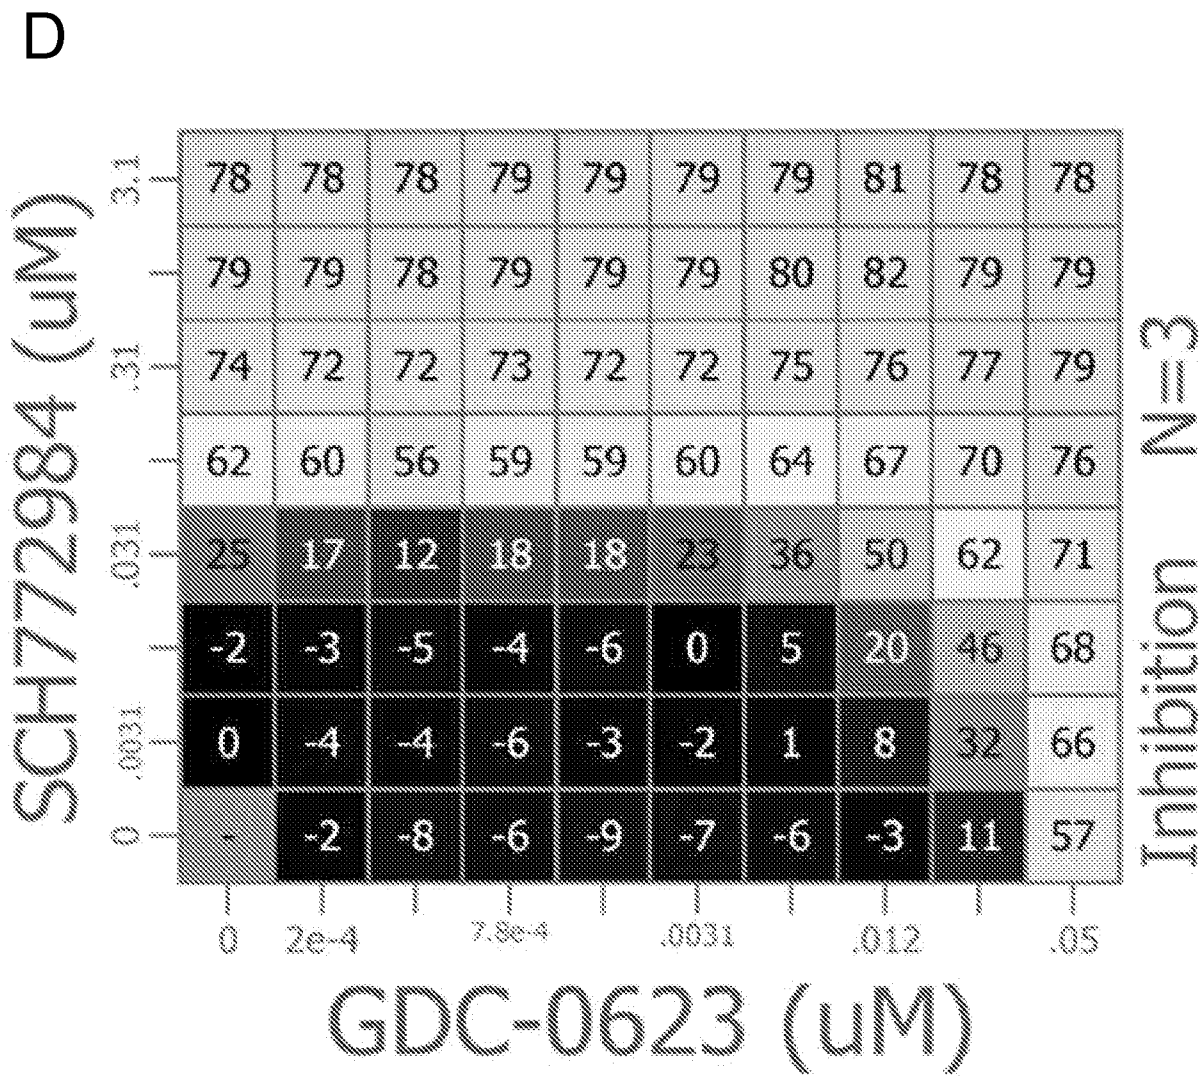 D
SCH772984 (uM)
3.1 78 78 78 79 79 79 79 81 78 78
79 79 78 79 79 79 80 82 79 79
.31 74 72 72 73 72 72 75 76 77 79
62 60 56 59 59 60 64 67 70 76
.031 25 17 12 18 18 23 36 50 62 71
-2 -3 -5 -4 -6 0 5 20 46 68
.0031 0 -4 -4 -6 -3 -2 1 8 32 66
0 - -2 -8 -6 -9 -7 -6 -3 11 57
0 2e-4 7.8e-4 .0031 .012 .05
GDC-0623 (uM)
Inhibition N=3